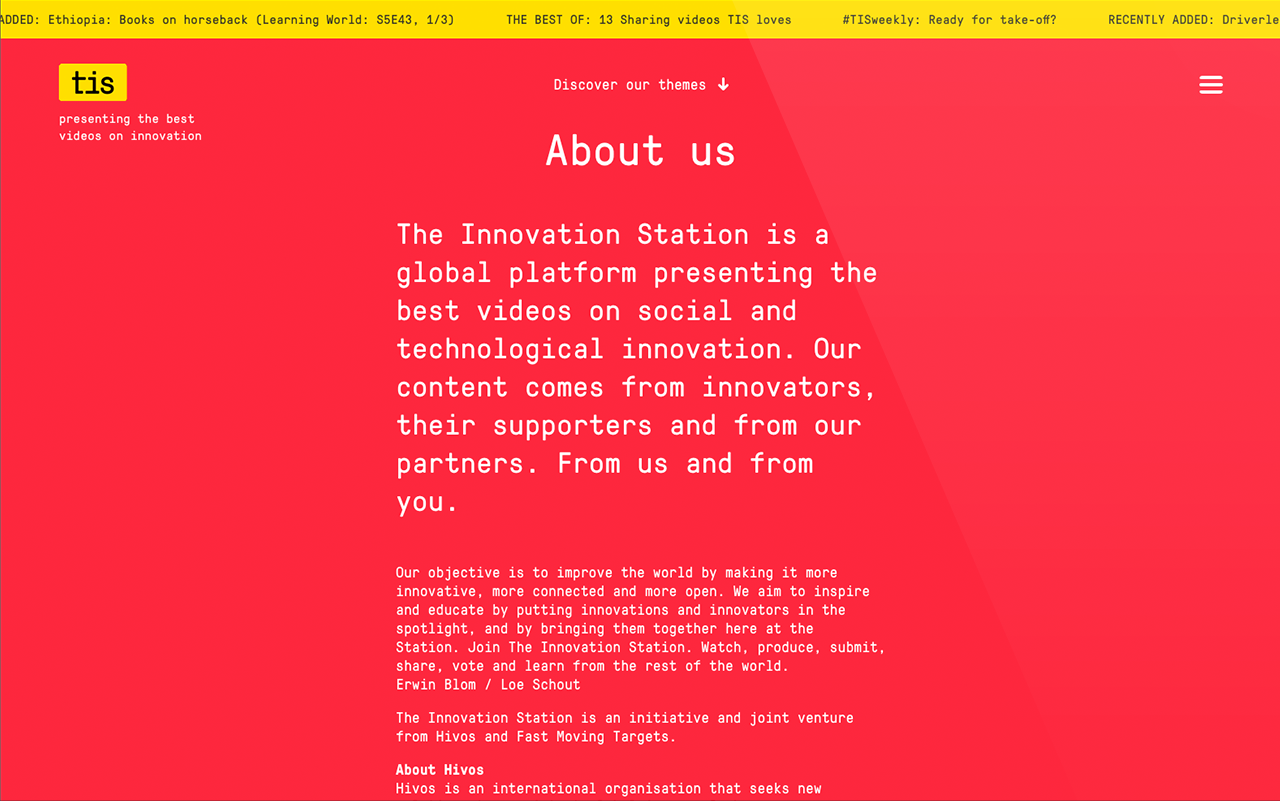 ADDED: Ethiopia: Books on horseback (Learning World: S5E43, 1/3) THE BEST OF: 13 Sharing videos TIS loves #TISweekly: Ready for take-off? RECENTLY ADDED: Driverle
tis
presenting the best
videos on innovation
Discover our themes ↓
About us
The Innovation Station is a
global platform presenting the
best videos on social and
technological innovation. Our
content comes from innovators,
their supporters and from our
partners. From us and from
you.
Our objective is to improve the world by making it more
innovative, more connected and more open. We aim to inspire
and educate by putting innovations and innovators in the
spotlight, and by bringing them together here at the
Station. Join The Innovation Station. Watch, produce, submit,
share, vote and learn from the rest of the world.
Erwin Blom / Loe Schout
The Innovation Station is an initiative and joint venture
from Hivos and Fast Moving Targets.
About Hivos
Hivos is an international organisation that seeks new